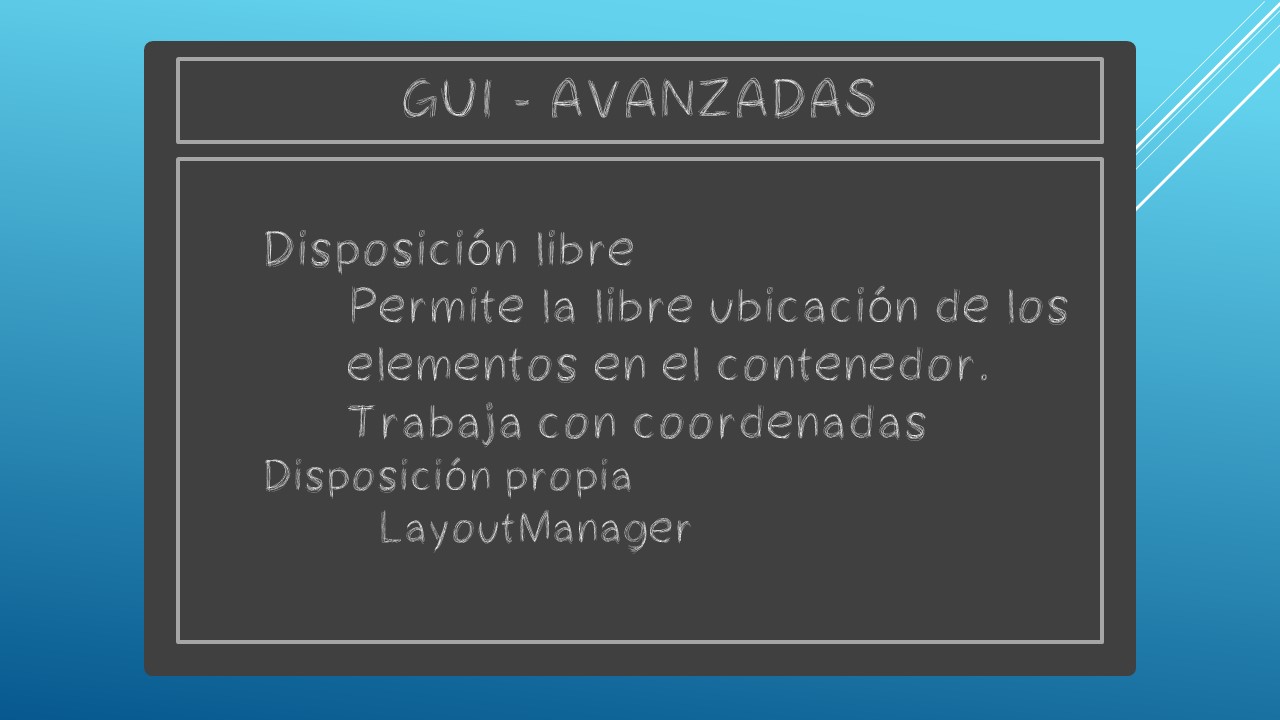 GUI - AVANZADAS
Disposición libre
Permite la libre ubicación de los
elementos en el contenedor.
Trabaja con coordenadas
Disposición propia
LayoutManager